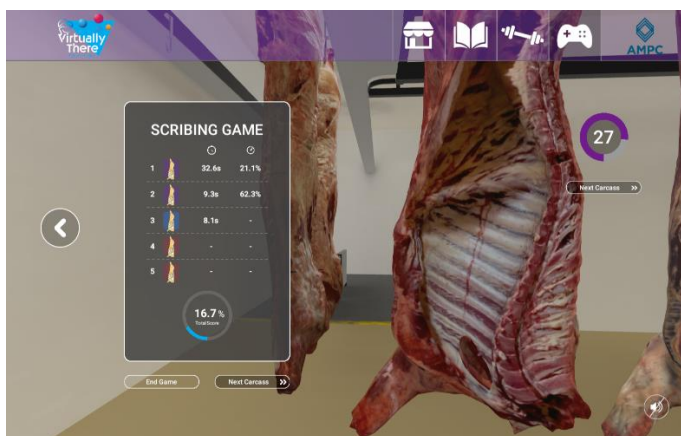 Virtually
There
AMPC
SCRIBING GAME
1 32.6s 21.1%
2 9.3s 62.3%
3 8.1s -
4 - -
5 - -
16.7%
Total Score
End Game
Next Carcass
27
Next Carcass